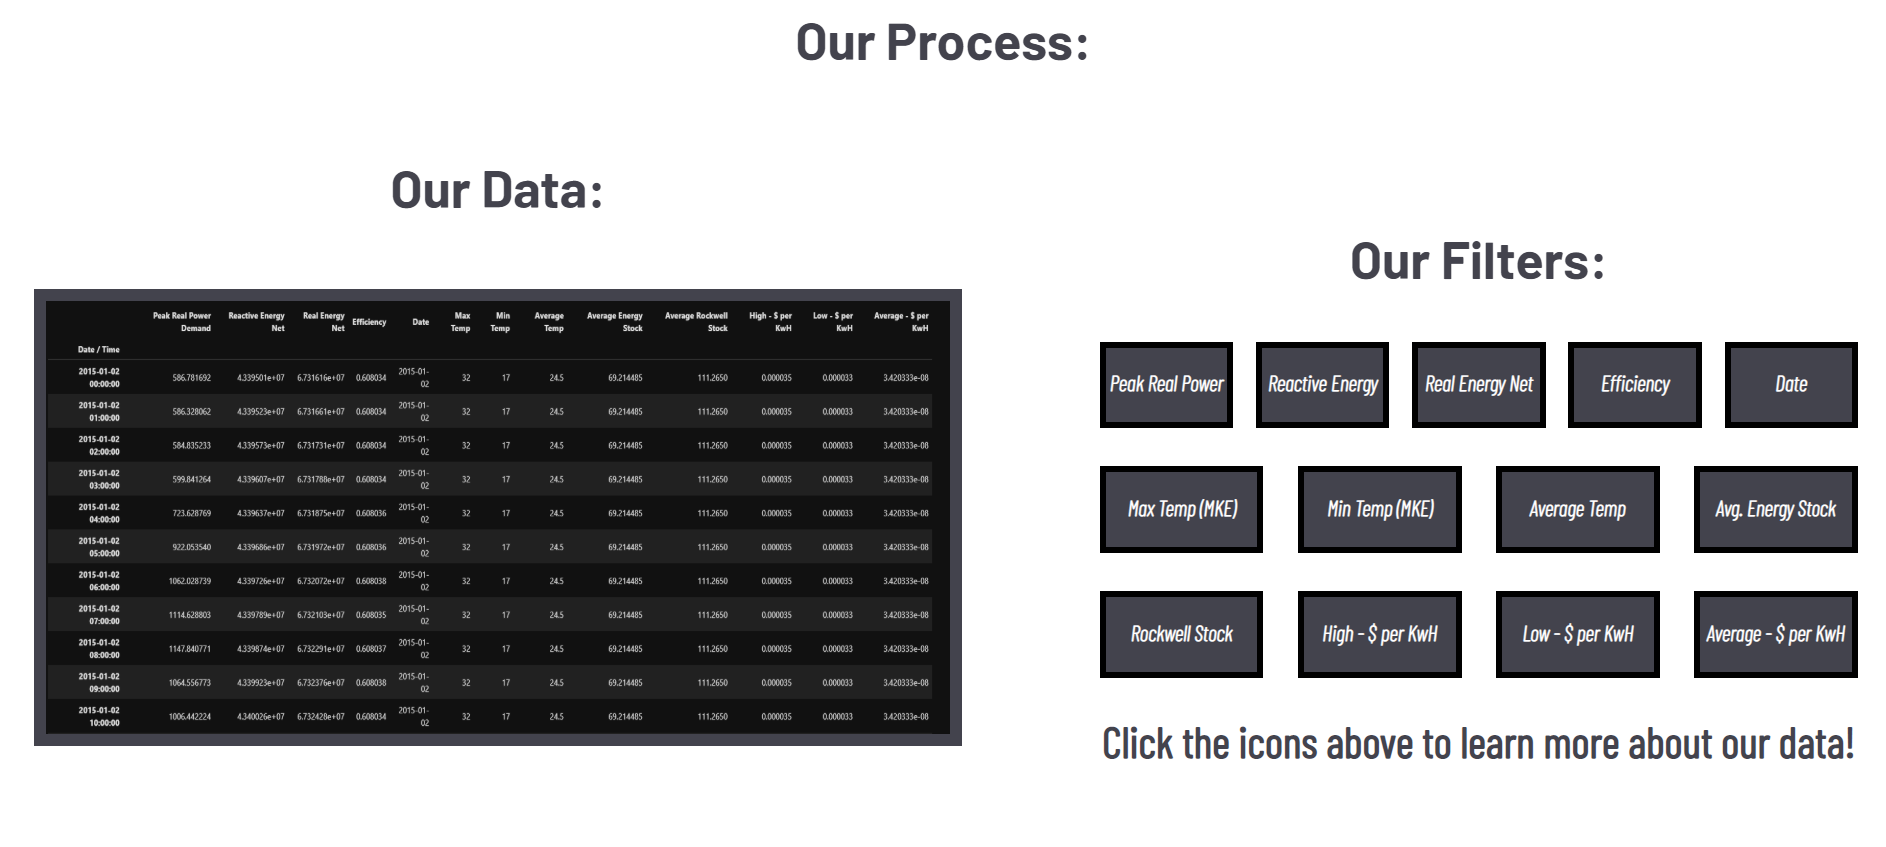 Our Process:
Our Data:
Peak Real Power Demand Reactive Energy Net Real Energy Net Efficiency Date Max Temp Min Temp Average Temp Average Energy Stock Average Rockwell Stock High - $ per KwH Low - $ per KwH Average - $ per KwH
Date / Time
2015-01-02 00:00:00 586.781692 4.339501e+07 6.731616e+07 0.608034 2015-01-02 32 17 24.5 69.214485 111.2650 0.000035 0.000033 3.420333e-08
2015-01-02 01:00:00 586.328062 4.339523e+07 6.731661e+07 0.608034 2015-01-02 32 17 24.5 69.214485 111.2650 0.000035 0.000033 3.420333e-08
2015-01-02 02:00:00 584.835233 4.339573e+07 6.731731e+07 0.608034 2015-01-02 32 17 24.5 69.214485 111.2650 0.000035 0.000033 3.420333e-08
2015-01-02 03:00:00 599.841264 4.339607e+07 6.731788e+07 0.608034 2015-01-02 32 17 24.5 69.214485 111.2650 0.000035 0.000033 3.420333e-08
2015-01-02 04:00:00 723.628769 4.339637e+07 6.731875e+07 0.608036 2015-01-02 32 17 24.5 69.214485 111.2650 0.000035 0.000033 3.420333e-08
2015-01-02 05:00:00 922.053540 4.339686e+07 6.731972e+07 0.608036 2015-01-02 32 17 24.5 69.214485 111.2650 0.000035 0.000033 3.420333e-08
2015-01-02 06:00:00 1062.028739 4.339726e+07 6.732072e+07 0.608038 2015-01-02 32 17 24.5 69.214485 111.2650 0.000035 0.000033 3.420333e-08
2015-01-02 07:00:00 1114.628803 4.339789e+07 6.732103e+07 0.608035 2015-01-02 32 17 24.5 69.214485 111.2650 0.000035 0.000033 3.420333e-08
2015-01-02 08:00:00 1147.840771 4.339874e+07 6.732291e+07 0.608037 2015-01-02 32 17 24.5 69.214485 111.2650 0.000035 0.000033 3.420333e-08
2015-01-02 09:00:00 1064.556773 4.339923e+07 6.732376e+07 0.608038 2015-01-02 32 17 24.5 69.214485 111.2650 0.000035 0.000033 3.420333e-08
2015-01-02 10:00:00 1006.442224 4.340026e+07 6.732428e+07 0.608034 2015-01-02 32 17 24.5 69.214485 111.2650 0.000035 0.000033 3.420333e-08
Our Filters:
Peak Real Power Reactive Energy Real Energy Net Efficiency Date
Max Temp (MKE) Min Temp (MKE) Average Temp Avg. Energy Stock
Rockwell Stock High - $ per KwH Low - $ per KwH Average - $ per KwH
Click the icons above to learn more about our data!